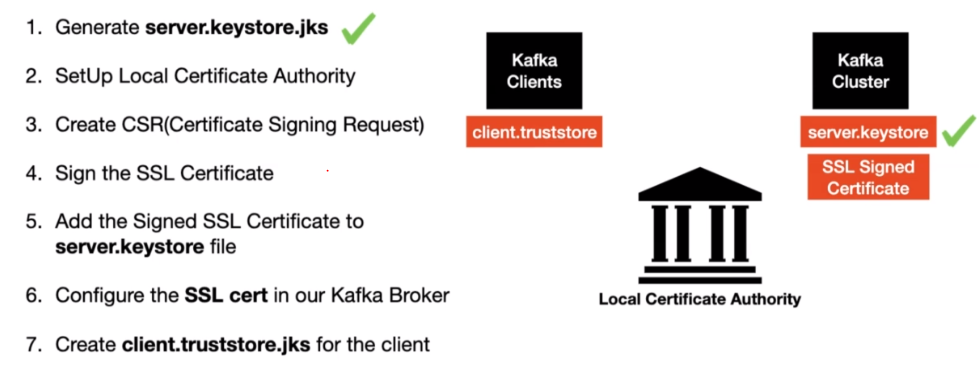 1. Generate server.keystore.jks
2. SetUp Local Certificate Authority
3. Create CSR(Certificate Signing Request)
4. Sign the SSL Certificate
5. Add the Signed SSL Certificate to
server.keystore file
6. Configure the SSL cert in our Kafka Broker
7. Create client.truststore.jks for the client
Kafka
Clients
client.truststore
Kafka
Cluster
server.keystore
SSL Signed
Certificate
Local Certificate Authority